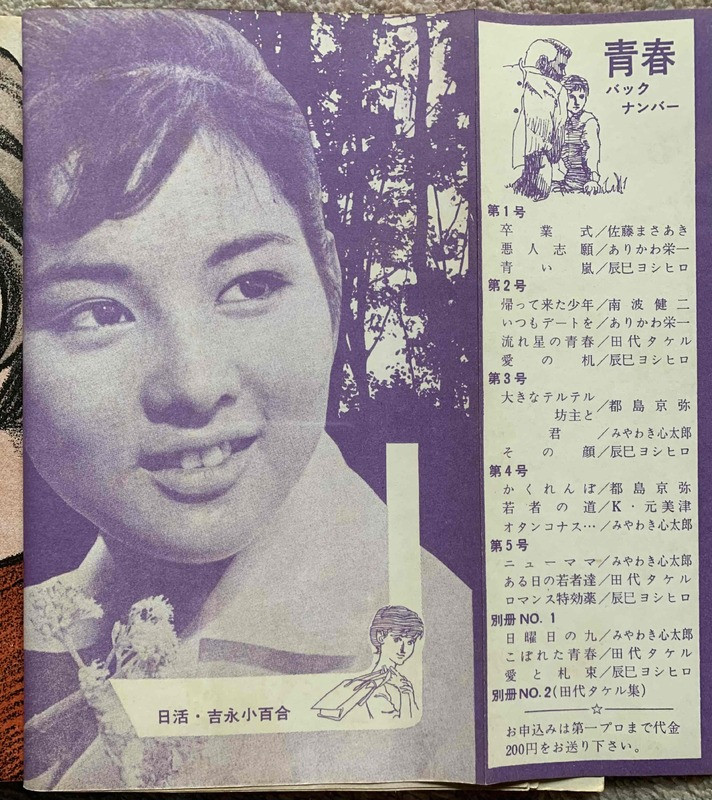 青春
バック
ナンバー
第1号
卒業式／佐藤まさあき
悪人志願／ありかわ栄一
青い嵐／辰巳ヨシヒロ
第2号
帰って来た少年／南波健二
いつもデートを／ありかわ栄一
流れ星の青春／田代タケル
愛の机／辰巳ヨシヒロ
第3号
大きなテルテル
坊主と／都島京弥
君／みやわき心太郎
その顔／辰巳ヨシヒロ
第4号
かくれんぼ／都島京弥
若者の道／K・元美津
オタンコナス…／みやわき心太郎
第5号
ニューママ／みやわき心太郎
ある日の若者達／田代タケル
ロマンス特効薬／辰巳ヨシヒロ
別冊NO.1
日曜日の九／みやわき心太郎
こぼれた青春／田代タケル
愛と札束／辰巳ヨシヒロ
別冊NO.2(田代タケル集)
お申込みは第一プロまで代金
200円をお送り下さい。
日活・吉永小百合